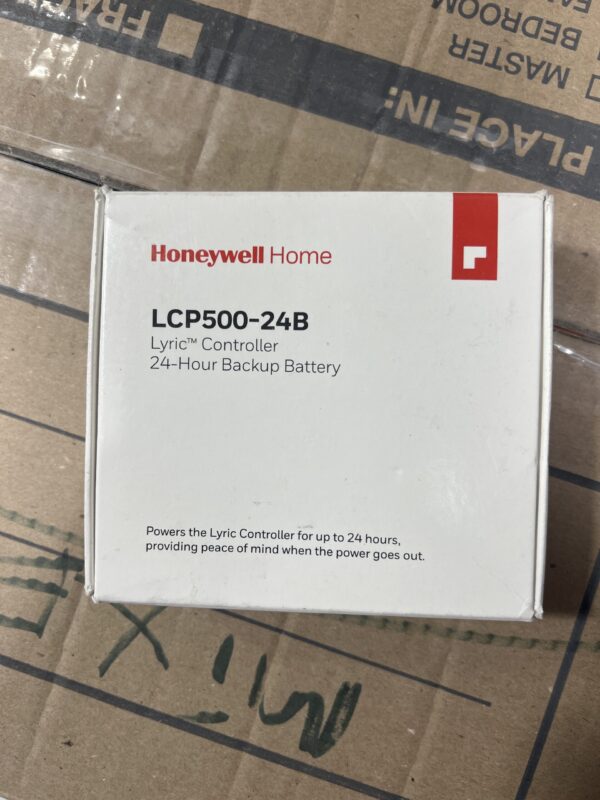 FRAG
BEDROOM
MASTER
PLACE IN:
Honeywell Home
LCP500-24B
Lyric™ Controller
24-Hour Backup Battery
Powers the Lyric Controller for up to 24 hours,
providing peace of mind when the power goes out.